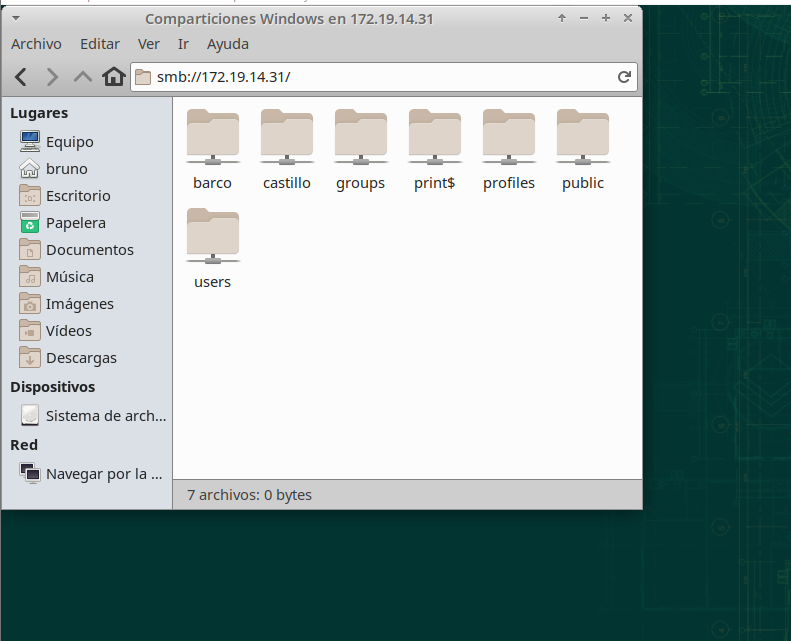 Comparticiones Windows en 172.19.14.31
Archivo Editar Ver Ir Ayuda
smb://172.19.14.31/
Lugares
Equipo
bruno
Escritorio
Papelera
Documentos
Música
Imágenes
Vídeos
Descargas
Dispositivos
Sistema de arch...
Red
Navegar por la ...
barco castillo groups print$ profiles public
users
7 archivos: 0 bytes